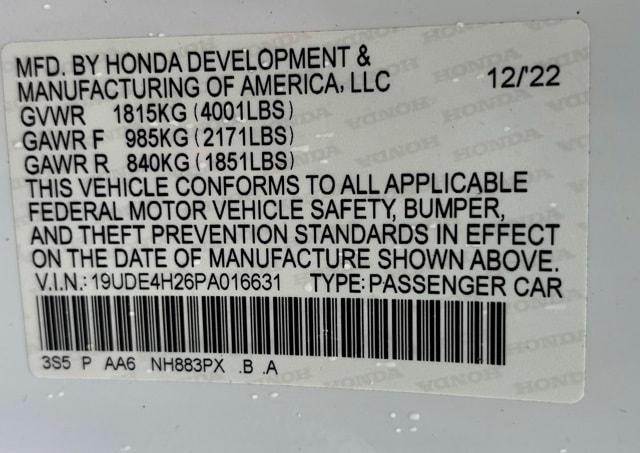 MFD. BY HONDA DEVELOPMENT &
MANUFACTURING OF AMERICA, LLC 12/'22
GVWR 1815KG (4001LBS)
GAWR F 985KG (2171LBS)
GAWR R 840KG (1851LBS)
THIS VEHICLE CONFORMS TO ALL APPLICABLE
FEDERAL MOTOR VEHICLE SAFETY, BUMPER,
AND THEFT PREVENTION STANDARDS IN EFFECT
ON THE DATE OF MANUFACTURE SHOWN ABOVE.
V.I.N.: 19UDE4H26PA016631 TYPE: PASSENGER CAR
3S5 P AA6 NH883PX .B .A